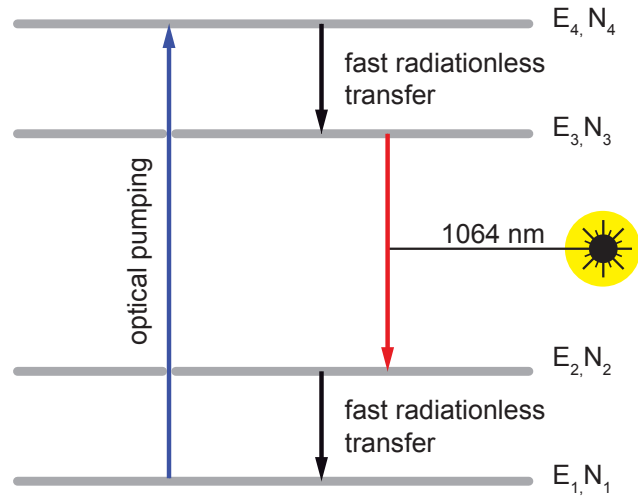 E4, N4
fast radiationless
transfer
E3, N3
optical pumping
1064 nm
E2, N2
fast radiationless
transfer
E1, N1